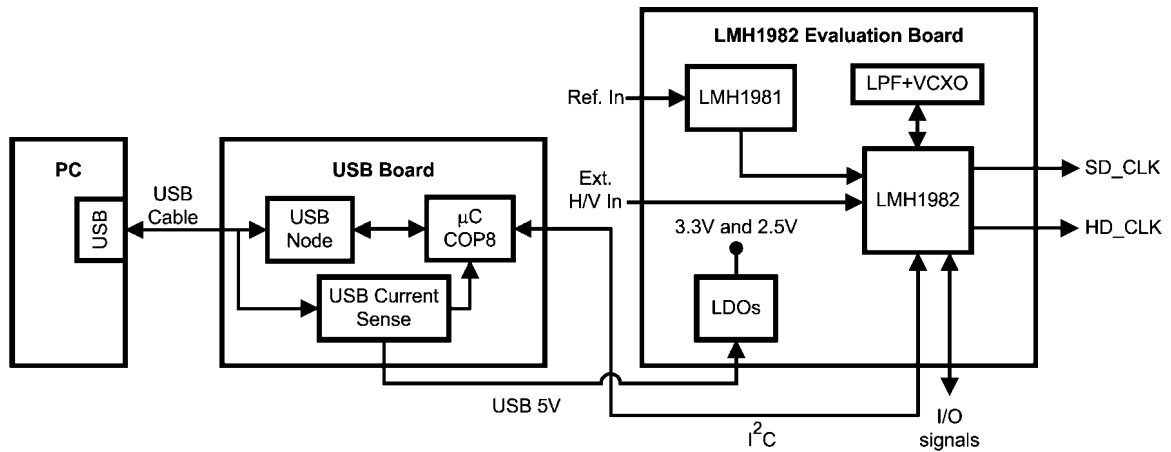 LMH1982 Evaluation Board
LPF+VCXO
Ref. In
LMH1981
PC
USB Board
SD_CLK
USB
Cable
Ext.
H/V In
LMH1982
USB
USB
Node
μC
COP8
3.3V and 2.5V
HD_CLK
USB Current
Sense
LDOs
USB 5V
I²C
I/O
signals